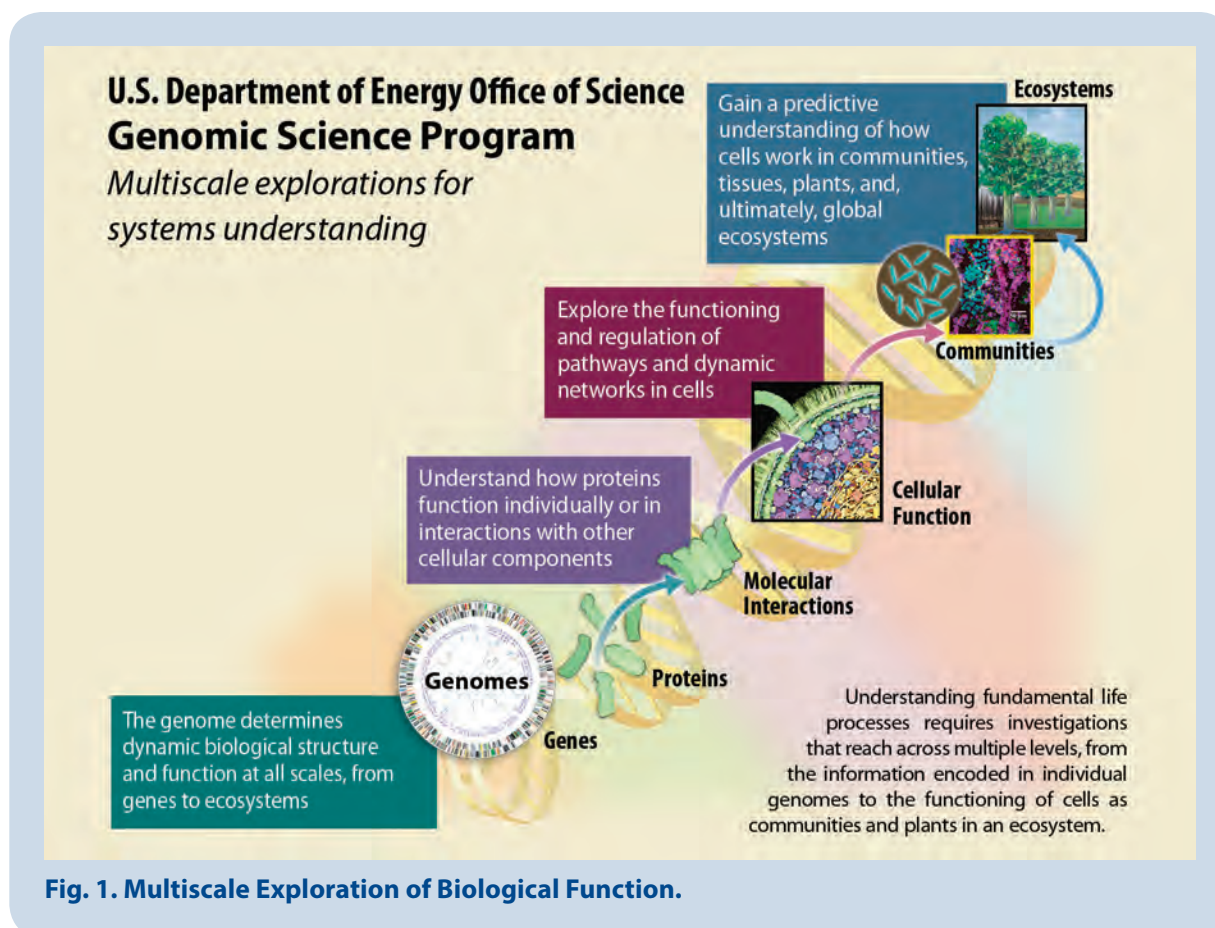 U.S. Department of Energy Office of Science
Genomic Science Program
Multiscale explorations for
systems understanding
Gain a predictive
understanding of how
cells work in communities,
tissues, plants, and,
ultimately, global
ecosystems
Ecosystems
Communities
Explore the functioning
and regulation of
pathways and dynamic
networks in cells
Cellular
Function
Understand how proteins
function individually or in
interactions with other
cellular components
Molecular
Interactions
Proteins
Genomes
Genes
The genome determines
dynamic biological structure
and function at all scales, from
genes to ecosystems
Understanding fundamental life
processes requires investigations
that reach across multiple levels, from
the information encoded in individual
genomes to the functioning of cells as
communities and plants in an ecosystem.
Fig. 1. Multiscale Exploration of Biological Function.